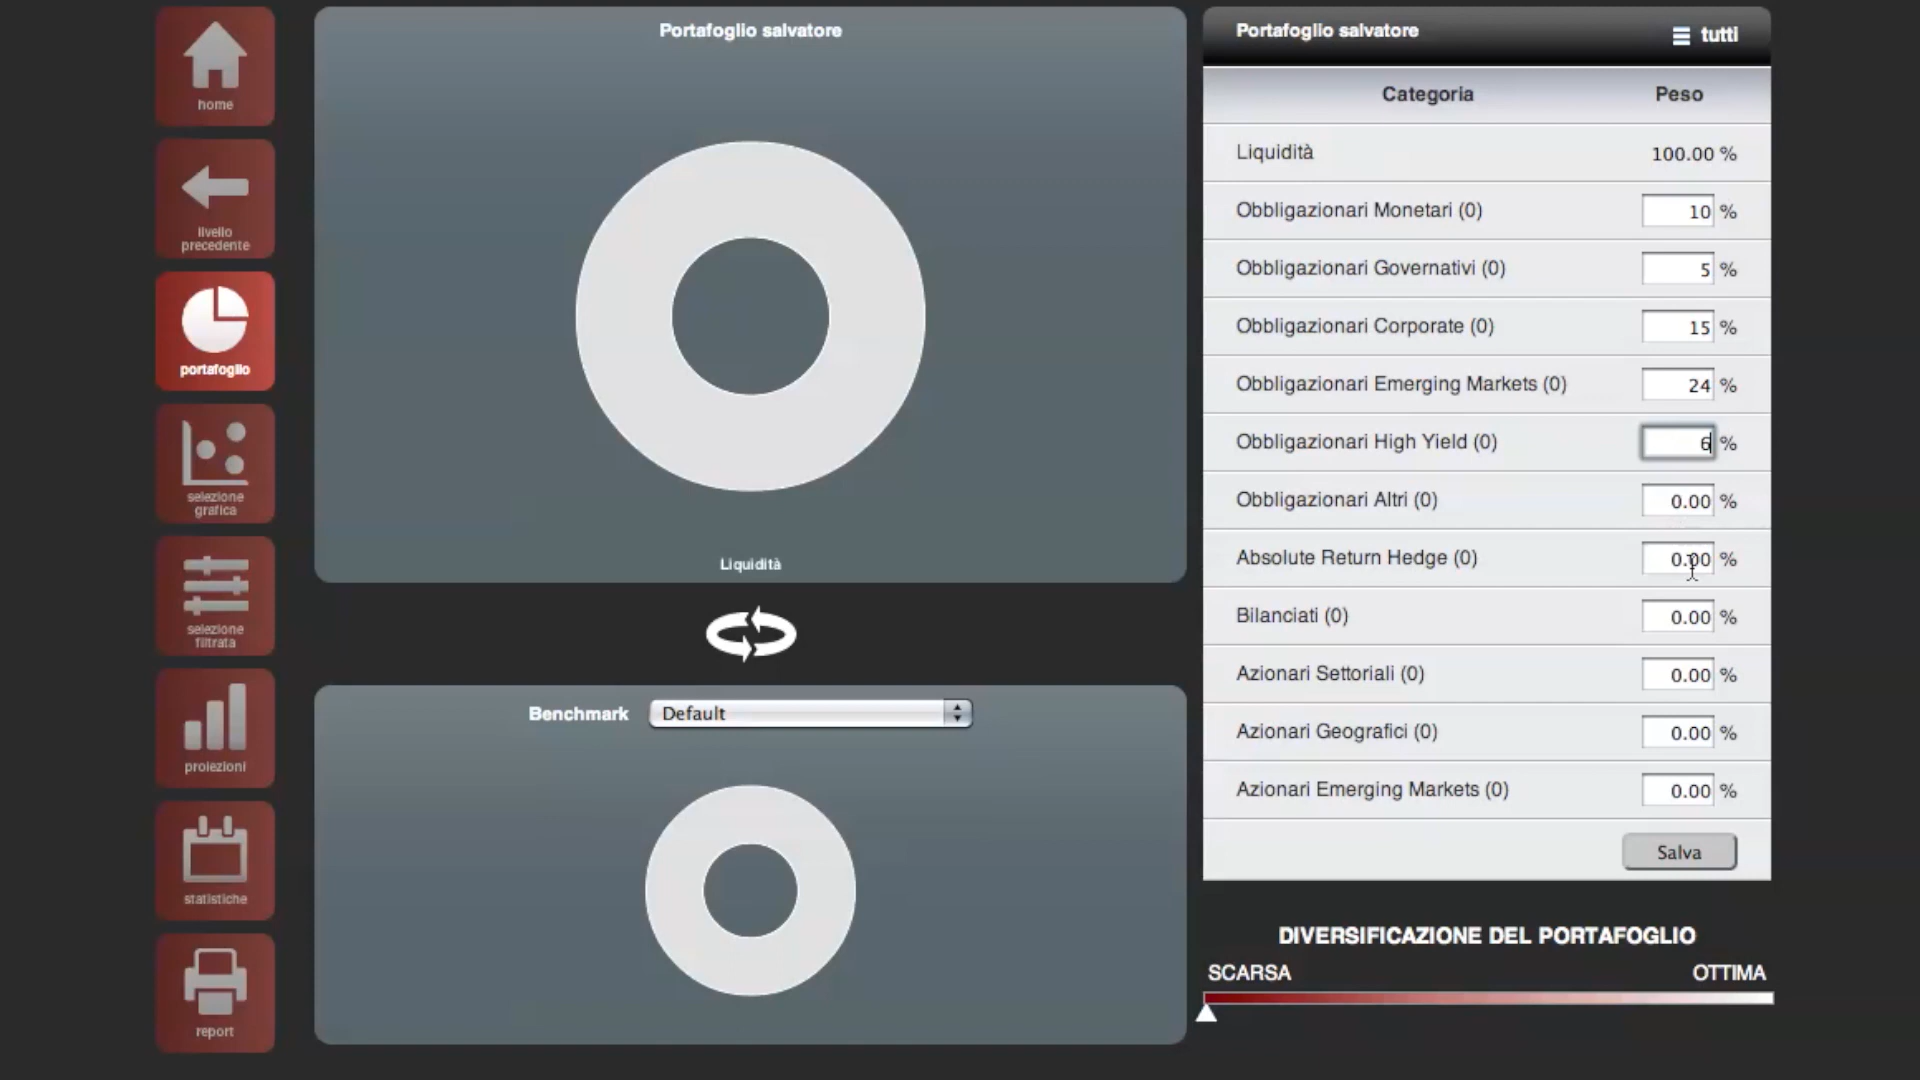 home
livello
precedente
portafoglio
selezione
grafica
selezione
filtrata
proiezioni
statistiche
report
Portafoglio salvatore
Liquidità
Benchmark Default
Portafoglio salvatore tutti
Categoria Peso
Liquidità 100.00 %
Obbligazionari Monetari (0) 10 %
Obbligazionari Governativi (0) 5 %
Obbligazionari Corporate (0) 15 %
Obbligazionari Emerging Markets (0) 24 %
Obbligazionari High Yield (0) 6 %
Obbligazionari Altri (0) 0.00 %
Absolute Return Hedge (0) 0.00 %
Bilanciati (0) 0.00 %
Azionari Settoriali (0) 0.00 %
Azionari Geografici (0) 0.00 %
Azionari Emerging Markets (0) 0.00 %
Salva
DIVERSIFICAZIONE DEL PORTAFOGLIO
SCARSA OTTIMA